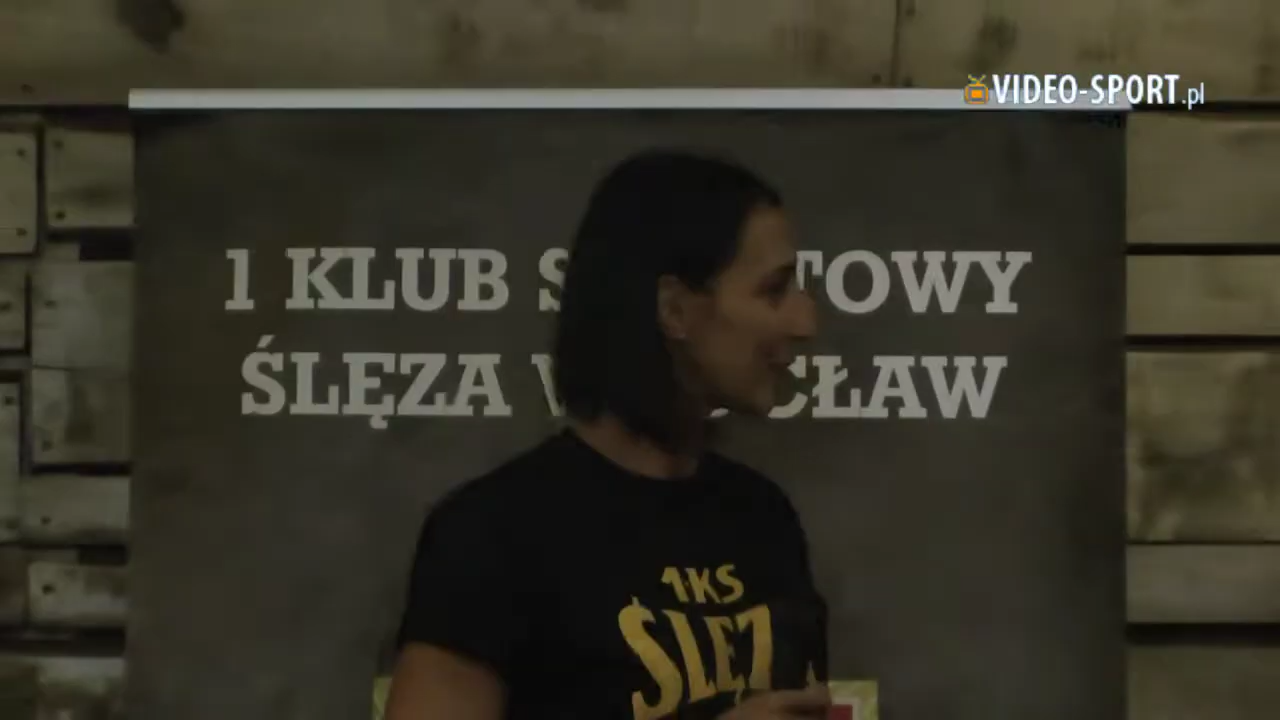 VIDEO-SPORT.pl
1 KLUB S TOWY
ŚLĘZA W CŁAW
1KS
ŚLĘZ